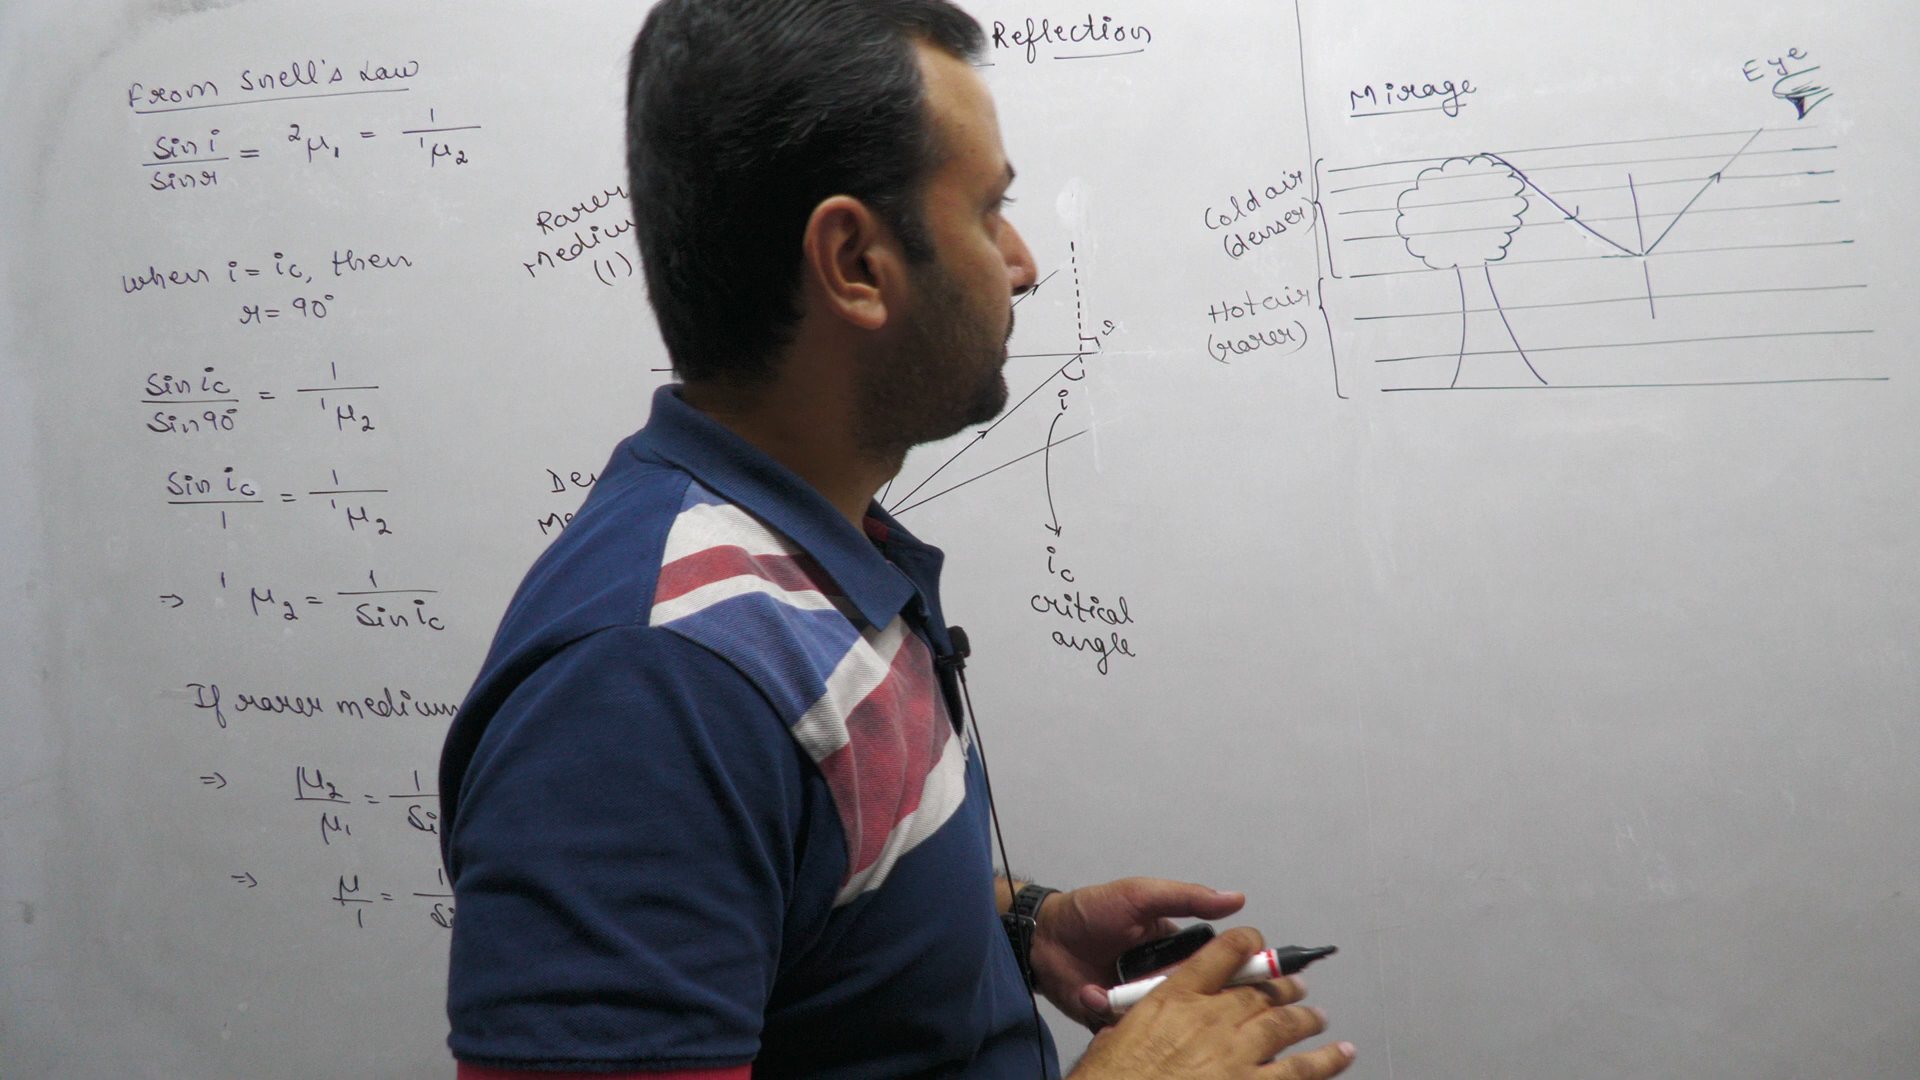 From Snell's Law
Sin i / Sin r = ²μ₁ = 1 / ¹μ₂
when i = ic, then
r = 90°
Sin ic / Sin 90° = 1 / ¹μ₂
Sin ic / 1 = 1 / ¹μ₂
⇒ ¹μ₂ = 1 / Sin ic
If rarer medium
⇒ μ₂ / μ₁ = 1 /
⇒ μ / 1 = 1 /
Reflection
Rarer
(1)
r
i
ic
critical
angle
Mirage
Eye
Cold air
(denser)
Hot air
(rarer)